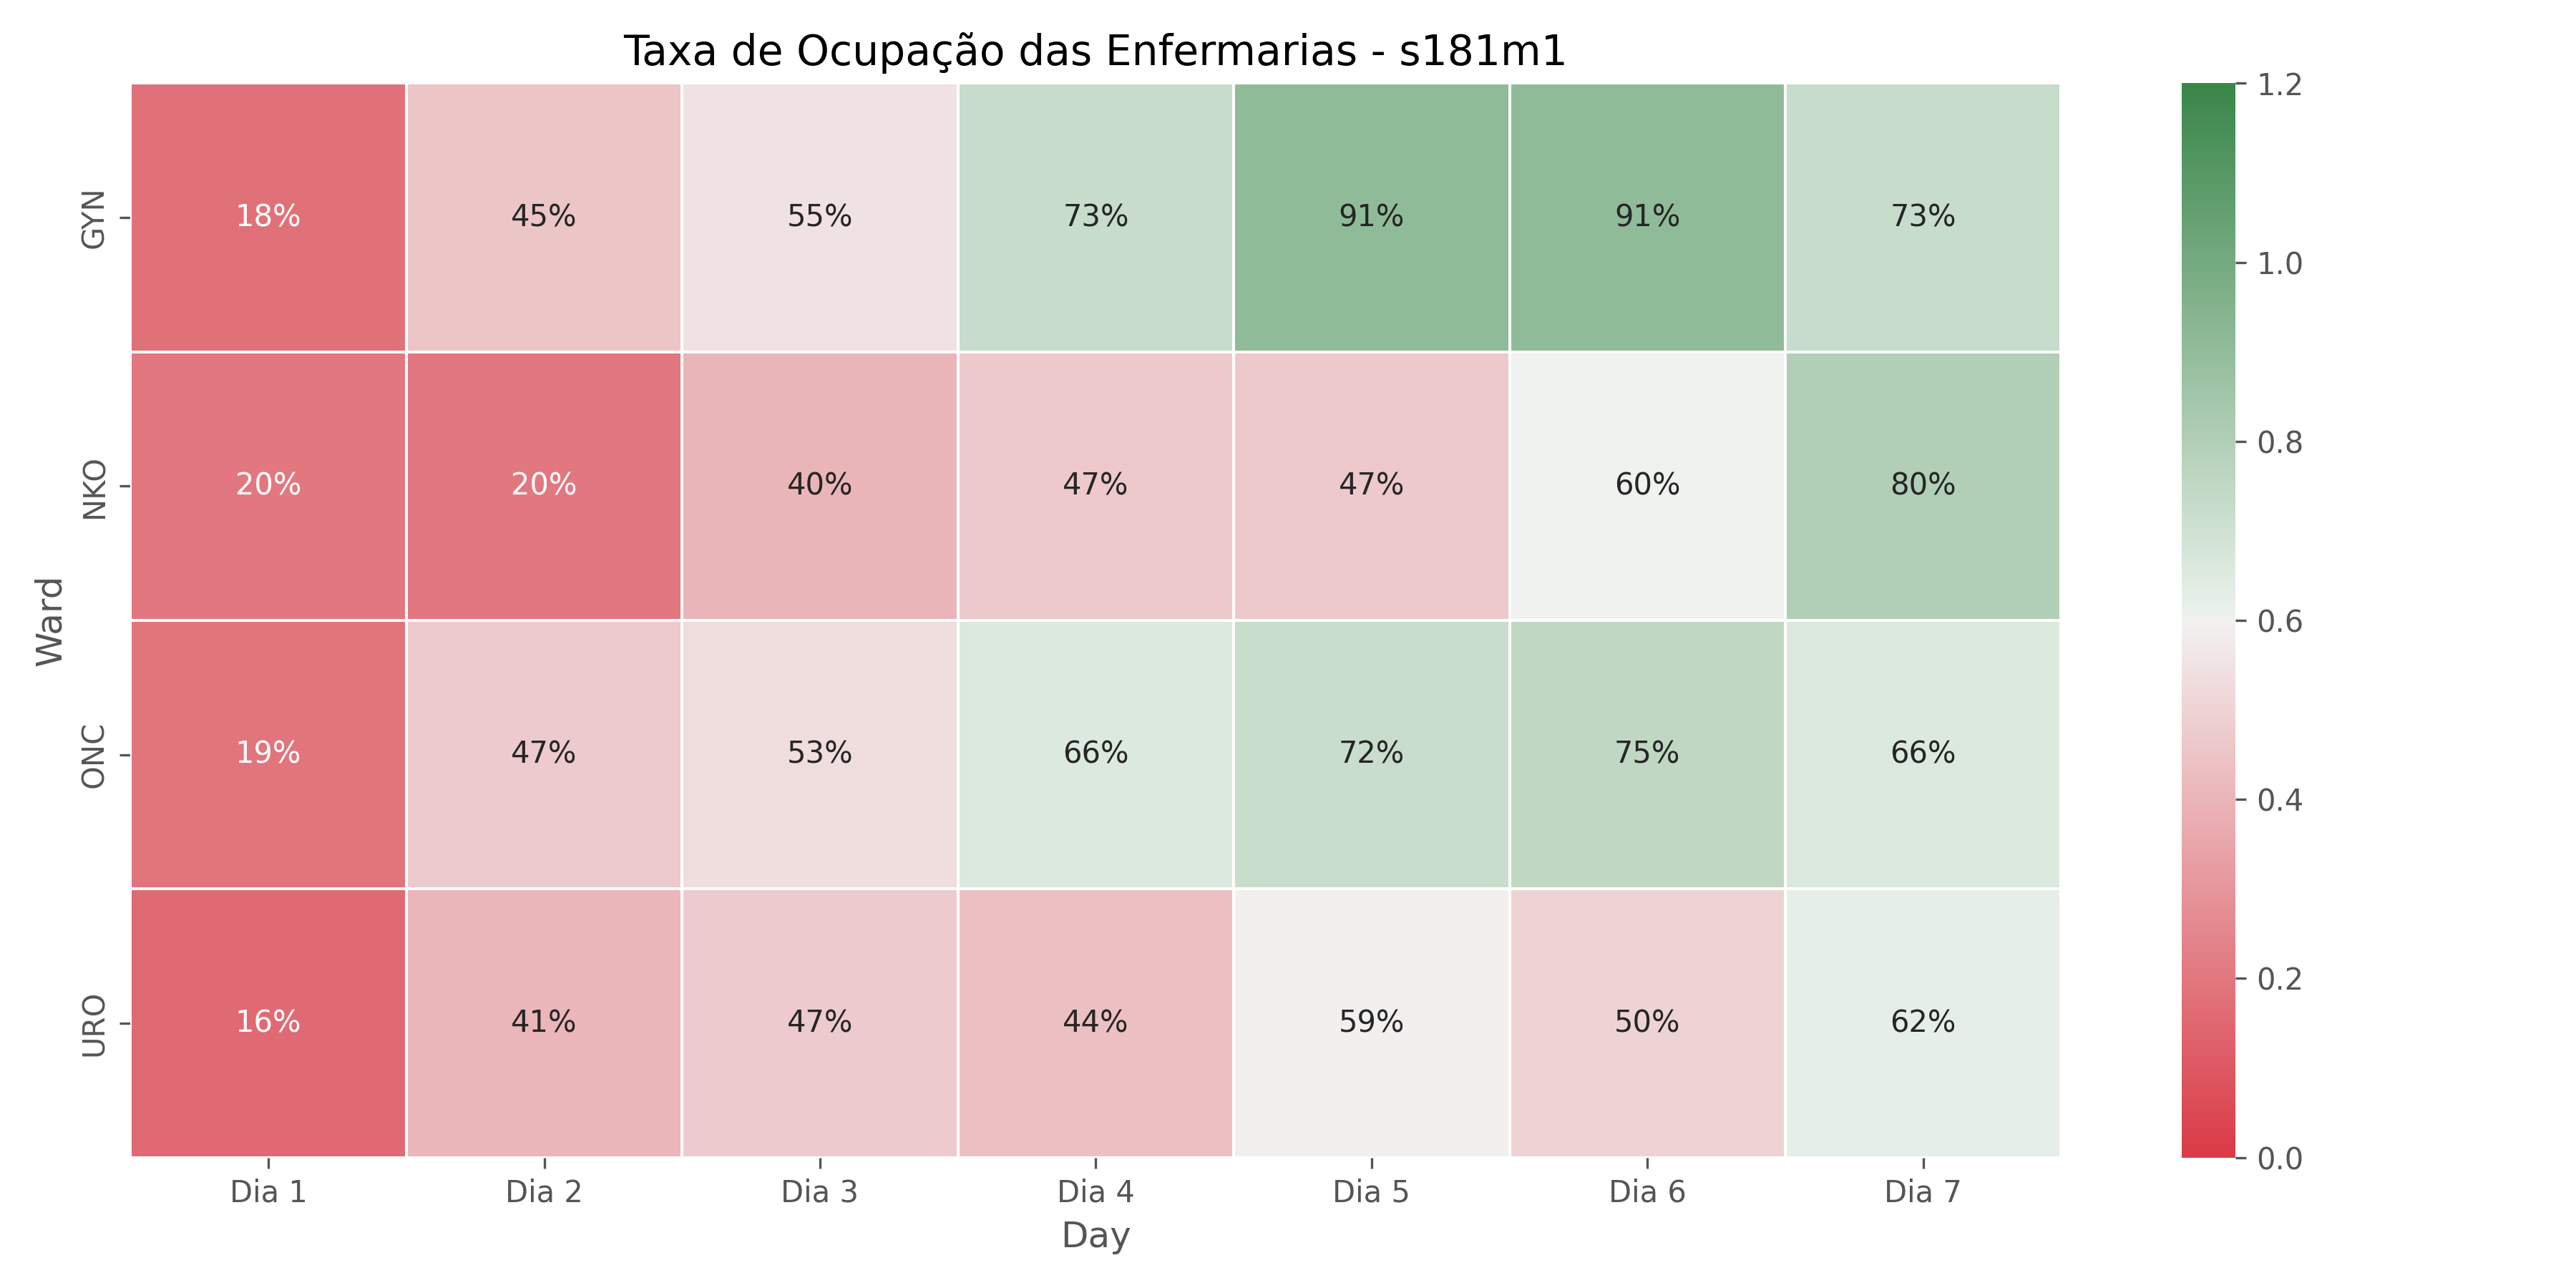 Taxa de Ocupação das Enfermarias - s181m1
Ward
GYN 18% 45% 55% 73% 91% 91% 73%
NKO 20% 20% 40% 47% 47% 60% 80%
ONC 19% 47% 53% 66% 72% 75% 66%
URO 16% 41% 47% 44% 59% 50% 62%
Dia 1 Dia 2 Dia 3 Dia 4 Dia 5 Dia 6 Dia 7
Day
1.2
1.0
0.8
0.6
0.4
0.2
0.0